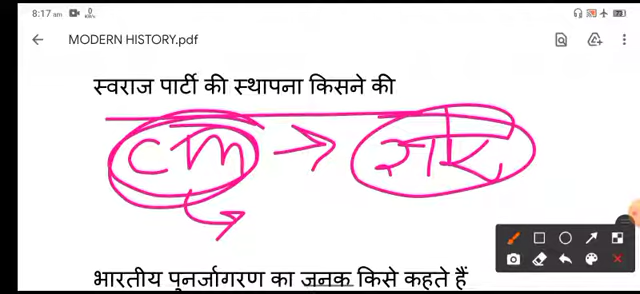 8:17 am
MODERN HISTORY.pdf
स्वराज पार्टी की स्थापना किसने की
cm →
भारतीय पुनर्जागरण का जनक किसे कहते हैं